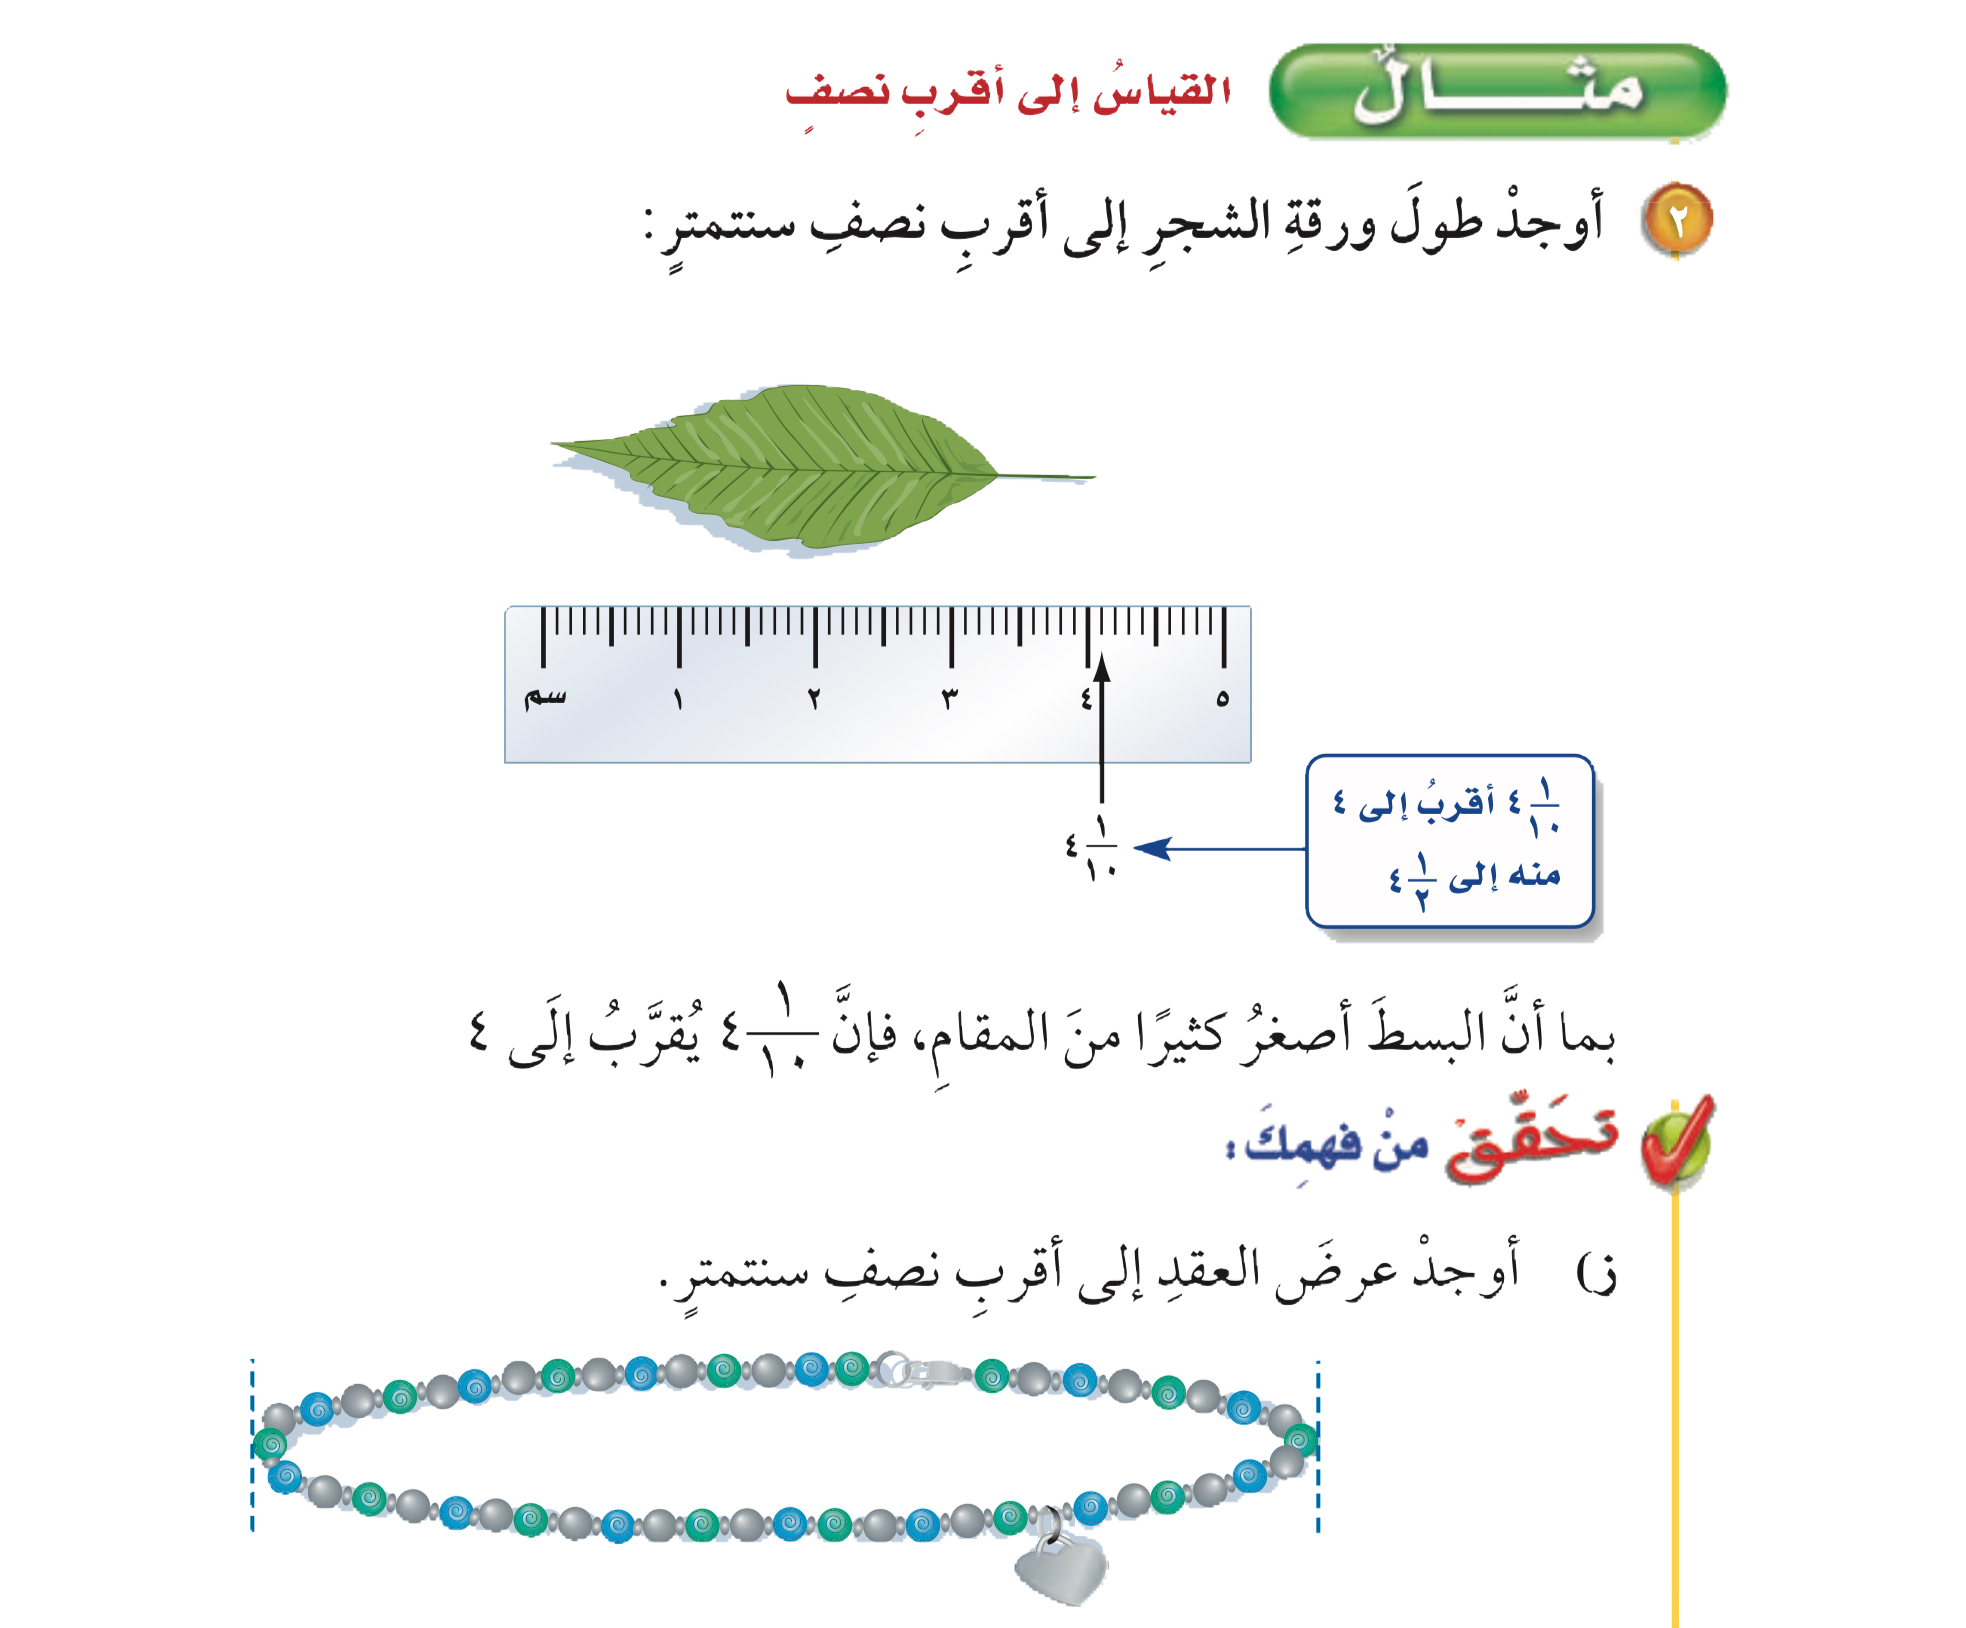 مثـــالٌ القياسُ إلى أقربِ نصفٍ
٢ أوجدْ طولَ ورقةِ الشجرِ إلى أقربِ نصفِ سنتمترٍ:
سم ١ ٢ ٣ ٤ ٥
٤ ١/١٠ أقربُ إلى ٤
منه إلى ٤ ١/٢
٤ ١/١٠
بما أنَّ البسطَ أصغرُ كثيرًا منَ المقامِ، فإنَّ ٤ ١/١٠ يُقرَّبُ إلَى ٤
تَحَقَّقْ منْ فهمِكَ:
ز) أوجدْ عرضَ العقدِ إلى أقربِ نصفِ سنتمترٍ.